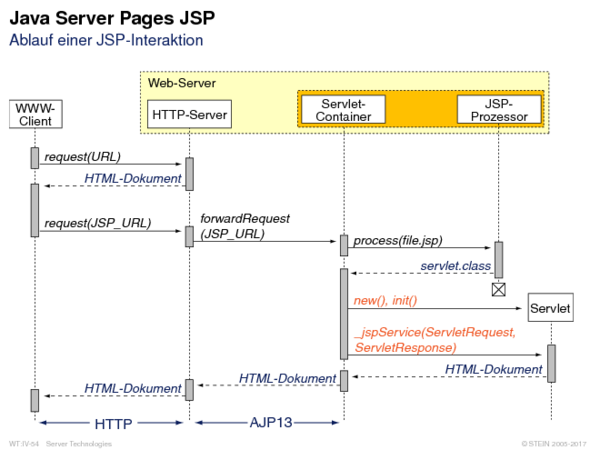 Java Server Pages JSP
Ablauf einer JSP-Interaktion
Web-Server
WWW-
Client
HTTP-Server
Servlet-
Container
JSP-
Prozessor
request(URL)
HTML-Dokument
request(JSP_URL)
forwardRequest
(JSP_URL)
process(file.jsp)
servlet.class
new(), init()
Servlet
_jspService(ServletRequest,
ServletResponse)
HTML-Dokument
HTML-Dokument
HTML-Dokument
HTTP
AJP13
WT:IV-64 Server Technologies
© STEIN 2005-2017